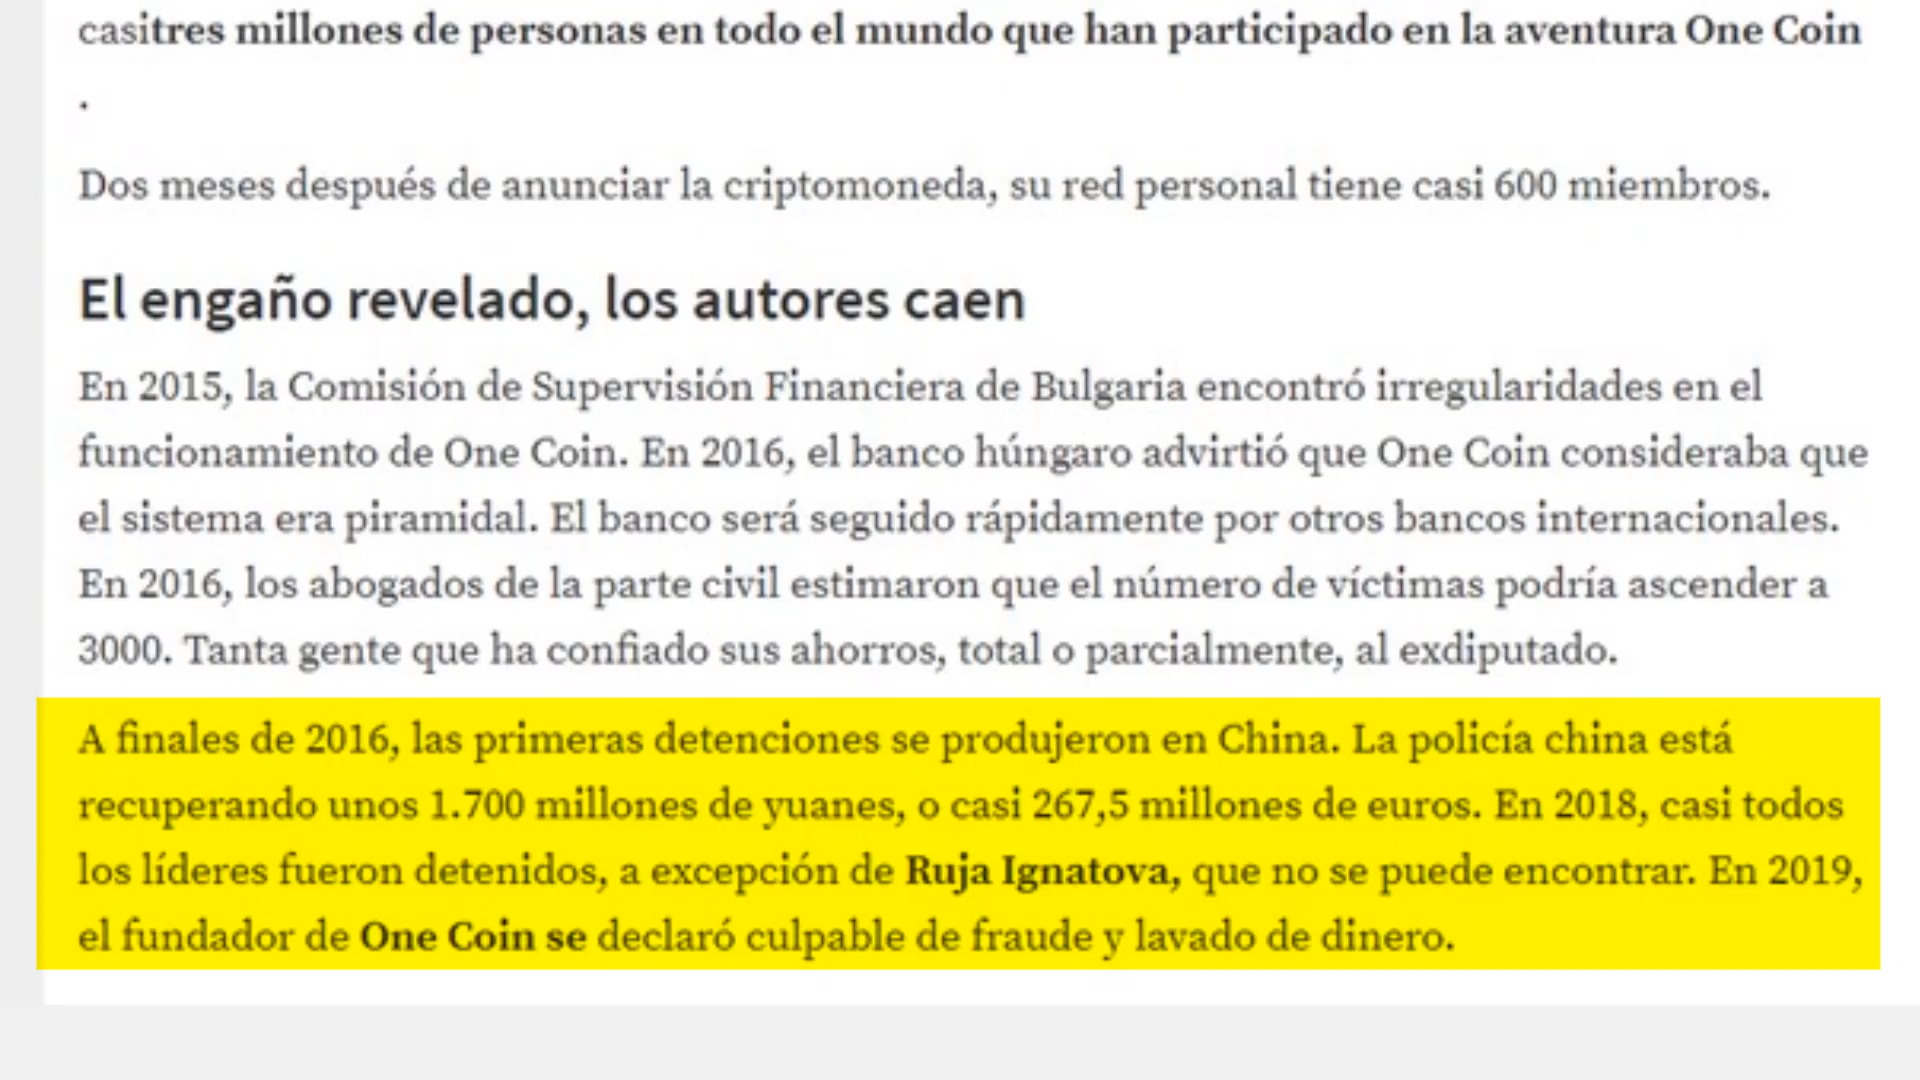 casitres millones de personas en todo el mundo que han participado en la aventura One Coin
.
Dos meses después de anunciar la criptomoneda, su red personal tiene casi 600 miembros.
El engaño revelado, los autores caen
En 2015, la Comisión de Supervisión Financiera de Bulgaria encontró irregularidades en el
funcionamiento de One Coin. En 2016, el banco húngaro advirtió que One Coin consideraba que
el sistema era piramidal. El banco será seguido rápidamente por otros bancos internacionales.
En 2016, los abogados de la parte civil estimaron que el número de víctimas podría ascender a
3000. Tanta gente que ha confiado sus ahorros, total o parcialmente, al exdiputado.
A finales de 2016, las primeras detenciones se produjeron en China. La policía china está
recuperando unos 1.700 millones de yuanes, o casi 267,5 millones de euros. En 2018, casi todos
los líderes fueron detenidos, a excepción de Ruja Ignatova, que no se puede encontrar. En 2019,
el fundador de One Coin se declaró culpable de fraude y lavado de dinero.